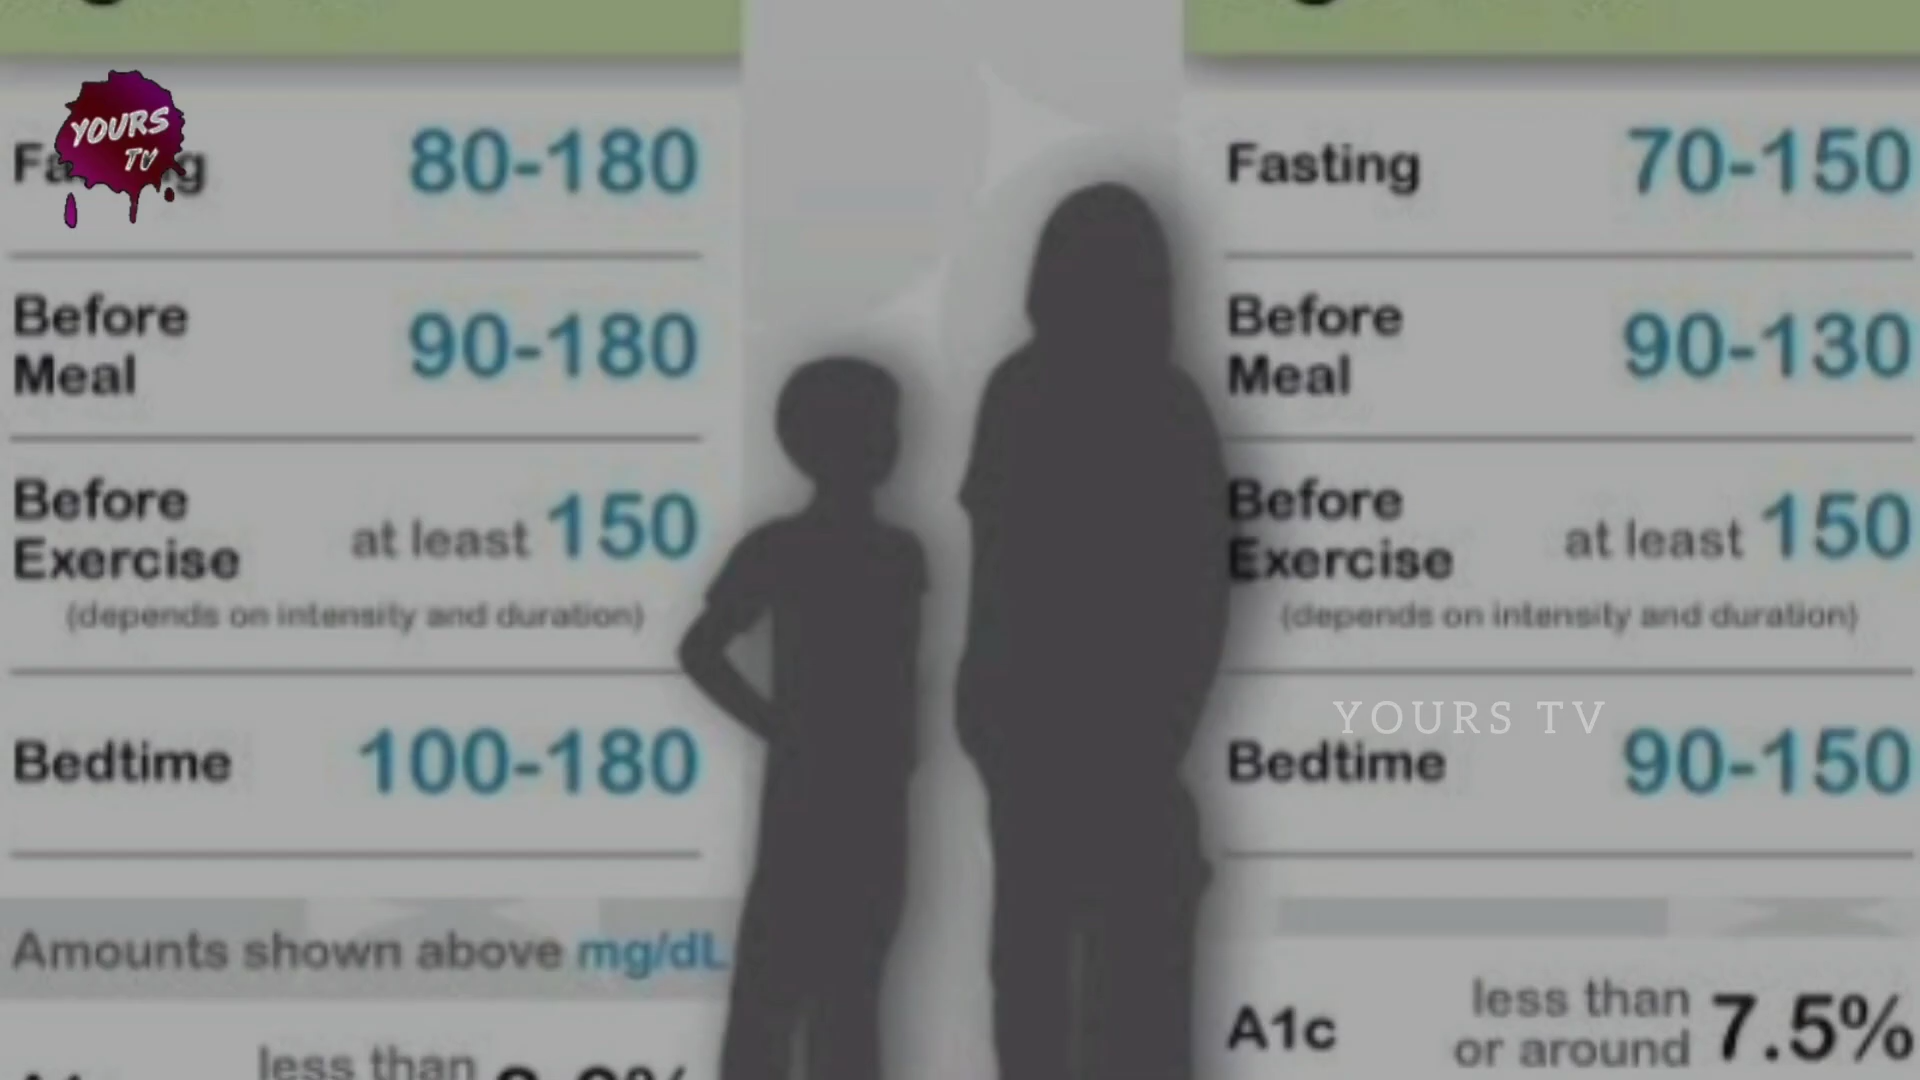 YOURS
TV
80-180
Before
Meal
90-180
Before
Exercise
at least 150
(depends on intensity and duration)
Bedtime
100-180
Amounts shown above mg/dL
less than
Fasting
70-150
Before
Meal
90-130
Before
Exercise
at least 150
(depends on intensity and duration)
YOURS TV
Bedtime
90-150
A1c
less than
or around
7.5%